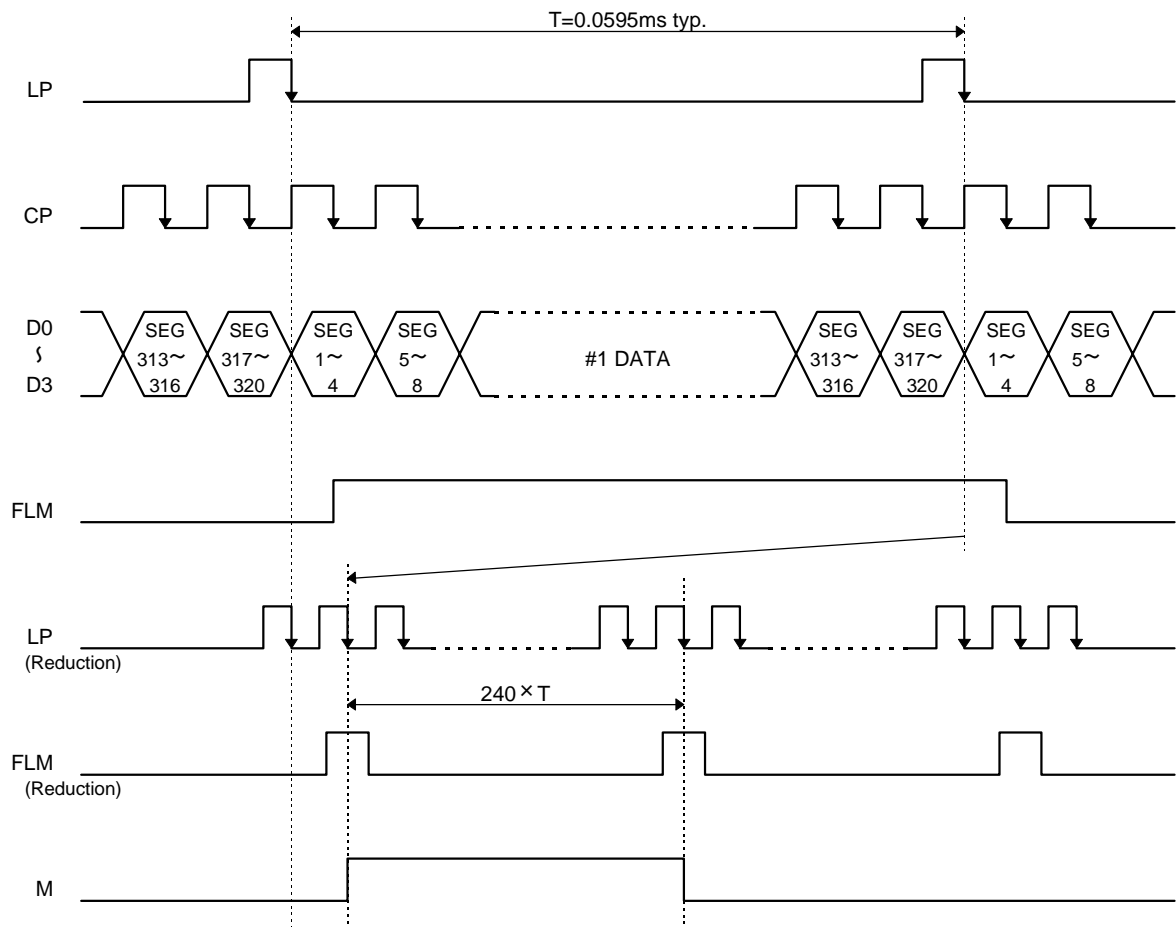 T=0.0595ms typ.
LP
CP
D0
∫
D3
SEG
313~
316
SEG
317~
320
SEG
1~
4
SEG
5~
8
#1 DATA
SEG
313~
316
SEG
317~
320
SEG
1~
4
SEG
5~
8
FLM
LP
(Reduction)
240×T
FLM
(Reduction)
M